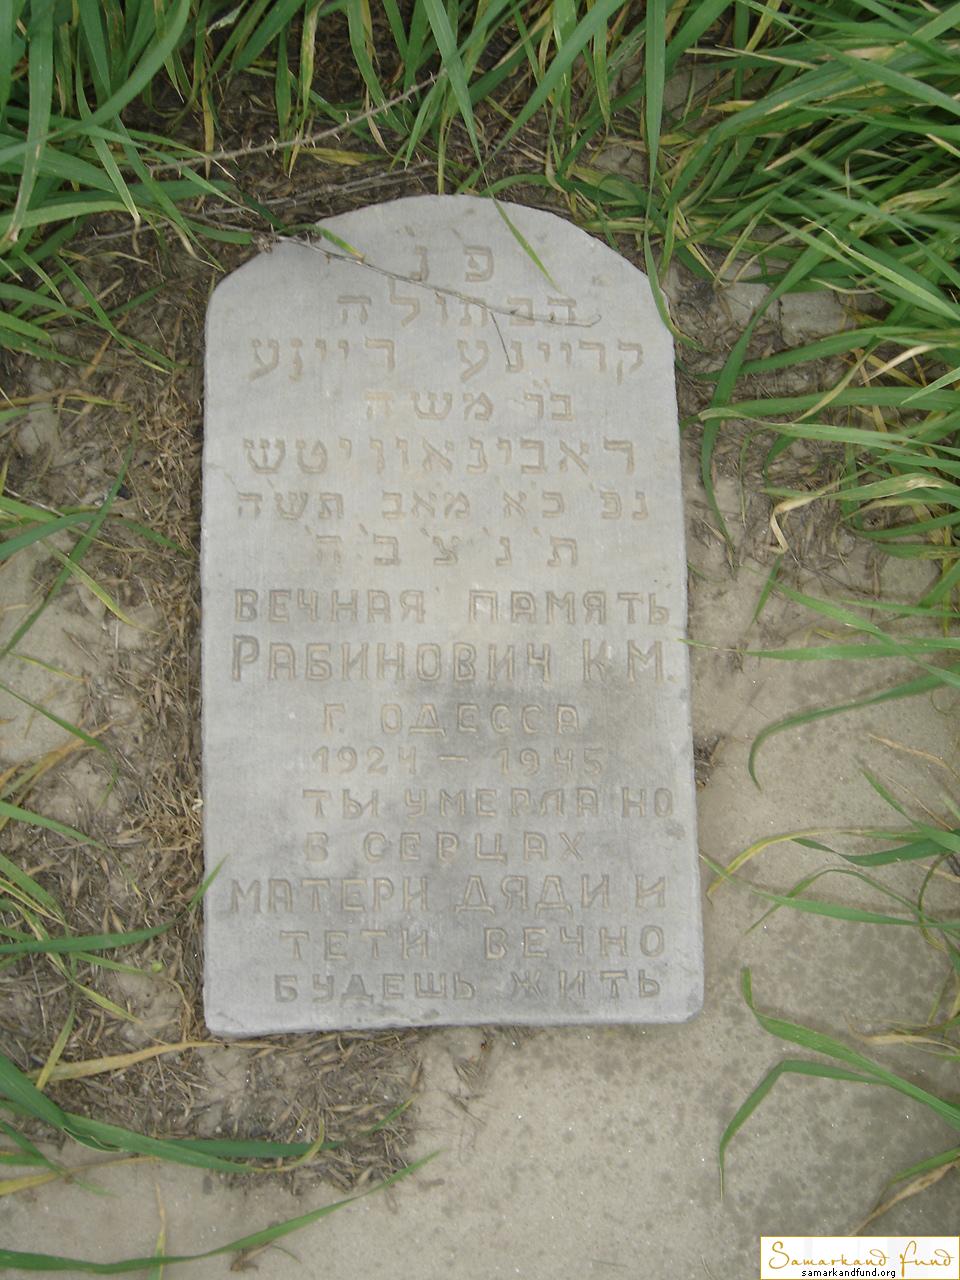 פ׳ נ׳
הבתולה
קריינע רייזע
בר משה
ראבינאוויטש
נפ׳ כ׳א׳ מאב תשה
ת׳ נ׳ צ׳ ב׳ ה׳
ВЕЧНАЯ ПАМЯТЬ
РАБИНОВИЧ К.М.
Г. ОДЕССА
1924 — 1945
ТЫ УМЕРЛА НО
В СЕРЦАХ
МАТЕРИ ДЯДИ И
ТЕТИ ВЕЧНО
БУДЕШЬ ЖИТЬ
Samarkand Fund
samarkandfund.org